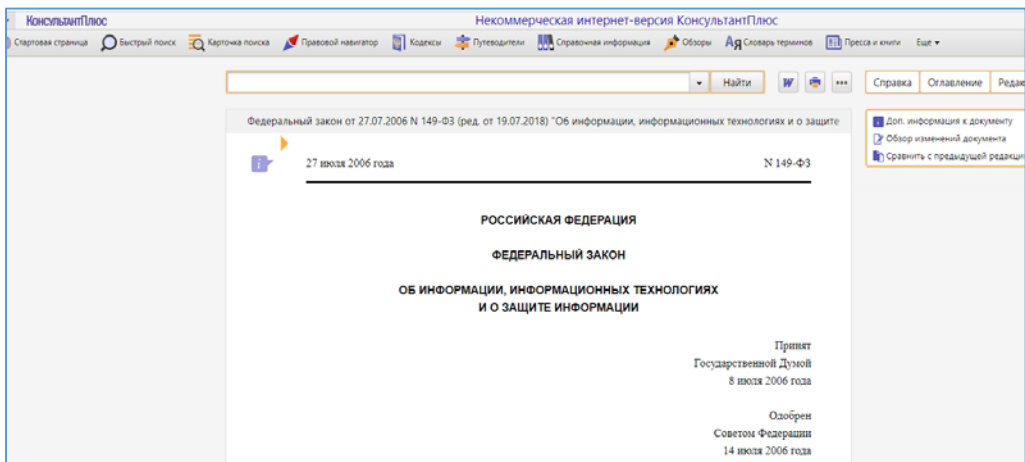 КонсультантПлюс
Некоммерческая интернет-версия КонсультантПлюс
Стартовая страница Быстрый поиск Карточка поиска Правовой навигатор Кодексы Путеводители Справочная информация Обзоры Словарь терминов Пресса и книги Еще
Найти W ••• Справка Оглавление Редак
Федеральный закон от 27.07.2006 N 149-ФЗ (ред. от 19.07.2018) "Об информации, информационных технологиях и о защите
Доп. информация к документу
Обзор изменений документа
Сравнить с предыдущей редакци
i 27 июля 2006 года N 149-ФЗ
РОССИЙСКАЯ ФЕДЕРАЦИЯ
ФЕДЕРАЛЬНЫЙ ЗАКОН
ОБ ИНФОРМАЦИИ, ИНФОРМАЦИОННЫХ ТЕХНОЛОГИЯХ
И О ЗАЩИТЕ ИНФОРМАЦИИ
Принят
Государственной Думой
8 июля 2006 года
Одобрен
Советом Федерации
14 июля 2006 года